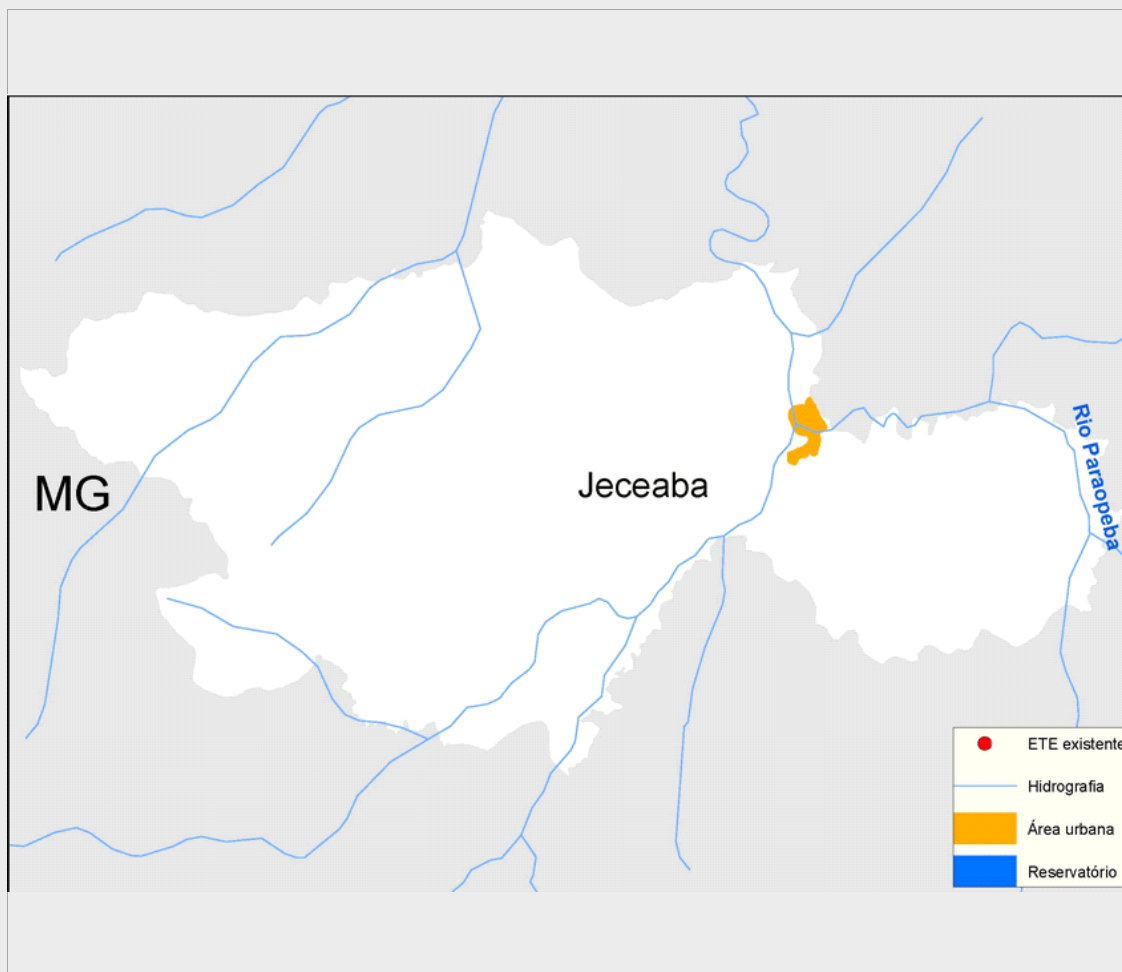 Rio Paraopeba
MG
Jeceaba
ETE existente
Hidrografia
Área urbana
Reservatório